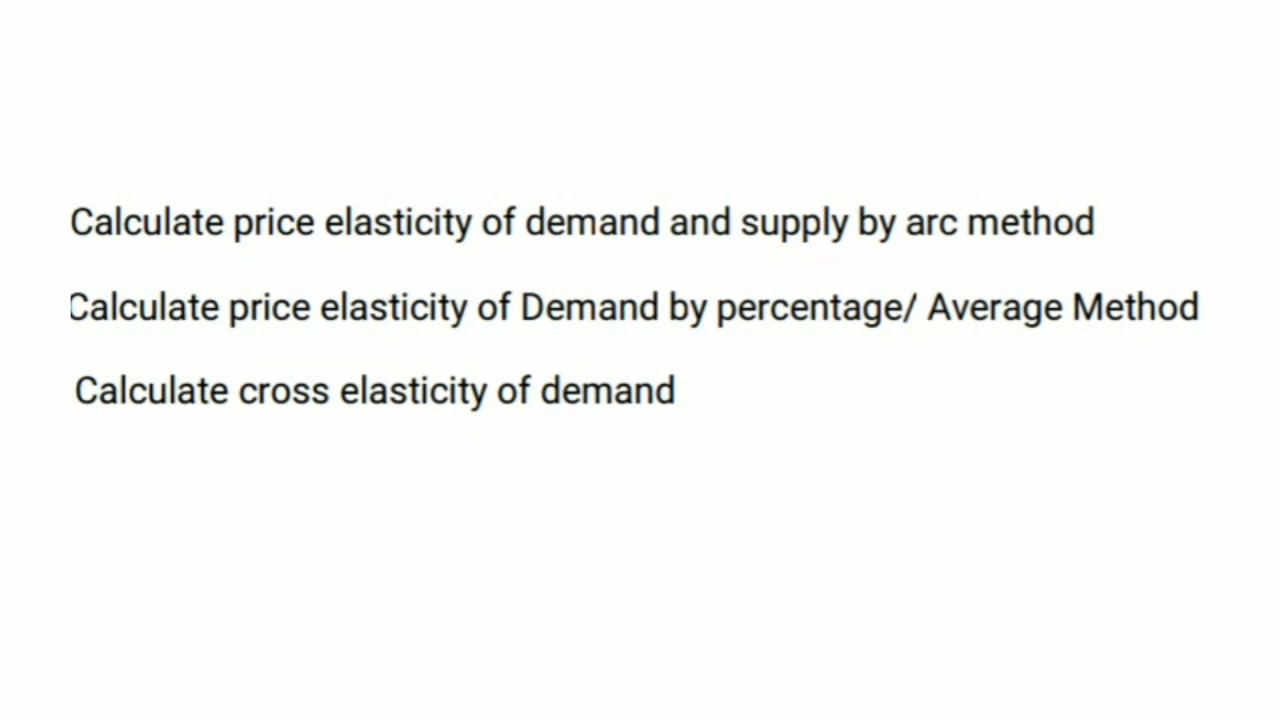 Calculate price elasticity of demand and supply by arc method
Calculate price elasticity of Demand by percentage/ Average Method
Calculate cross elasticity of demand